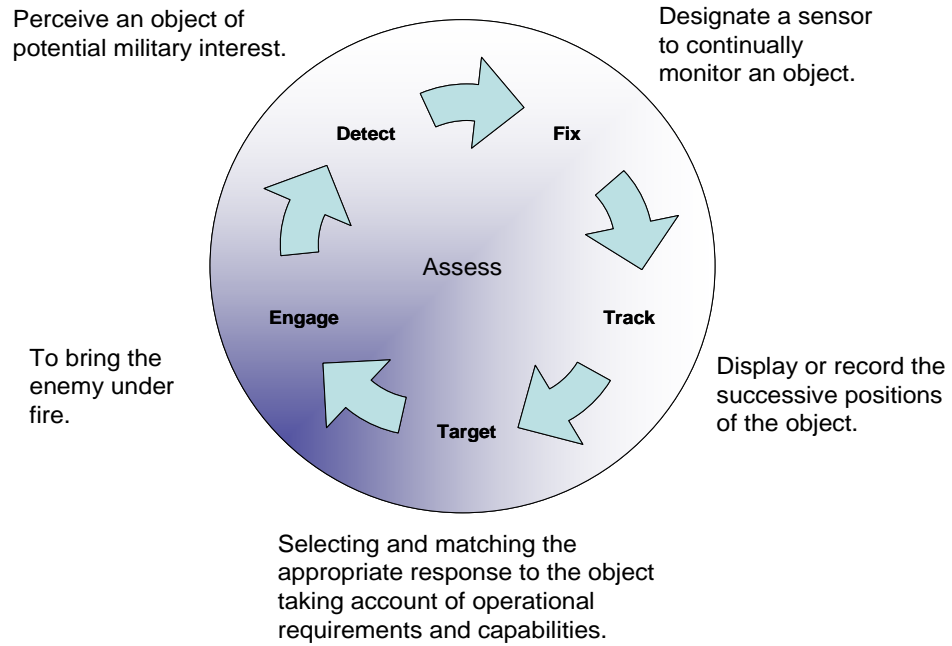 Perceive an object of
potential military interest.
Designate a sensor
to continually
monitor an object.
Detect
Fix
Assess
Engage
Track
To bring the
enemy under
fire.
Display or record the
successive positions
of the object.
Target
Selecting and matching the
appropriate response to the object
taking account of operational
requirements and capabilities.